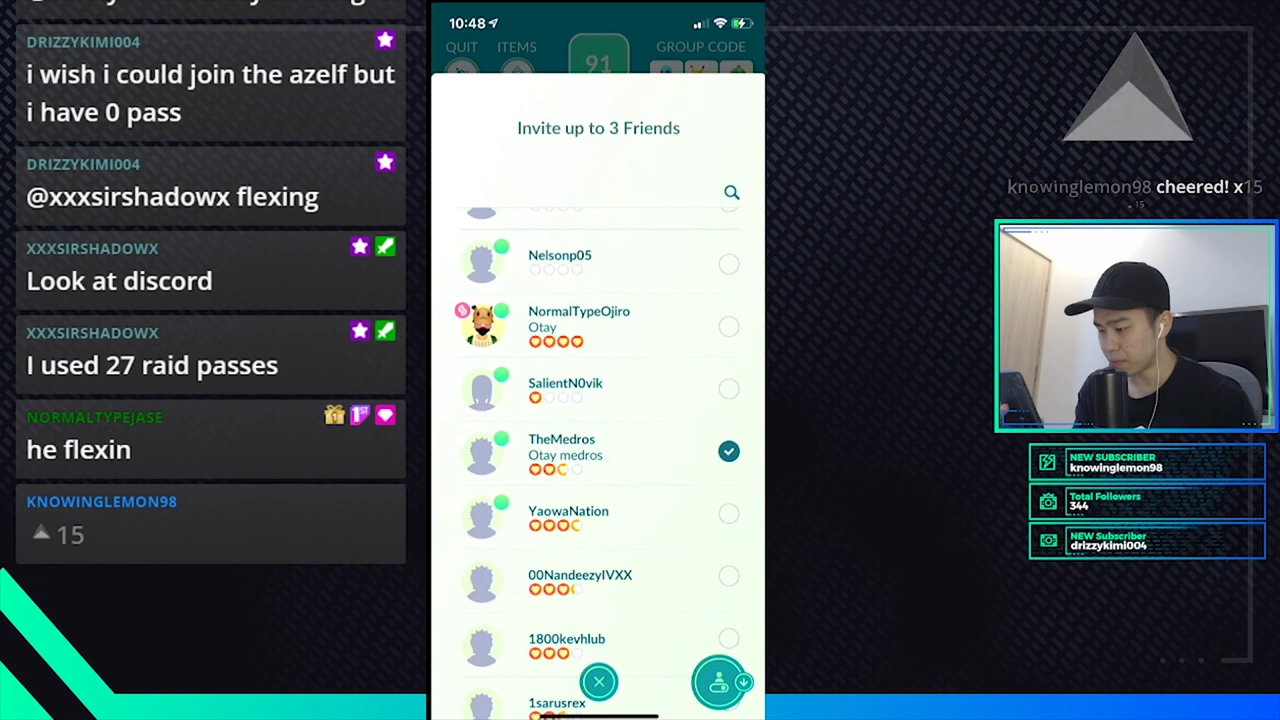 DRIZZYKIMI004
i wish i could join the azelf but
i have 0 pass
DRIZZYKIMI004
@xxxsirshadowx flexing
XXXSIRSHADOWX
Look at discord
XXXSIRSHADOWX
I used 27 raid passes
NORMALTYPEJASE
he flexin
KNOWINGLEMON98
15
10:48
QUIT ITEMS 91 GROUP CODE
Invite up to 3 Friends
Nelsonp05
NormalTypeOjiro
Otay
SalientN0vik
TheMedros
Otay medros
YaowaNation
00NandeezyIVXX
1800kevhlub
1sarusrex
knowinglemon98 cheered! x15
15
NEW SUBSCRIBER
knowinglemon98
Total Followers
344
NEW Subscriber
drizzykimi004